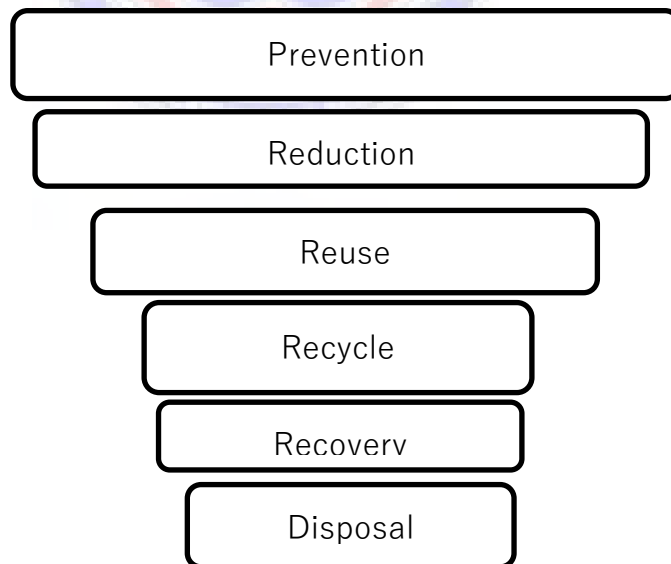 Prevention
Reduction
Reuse
Recycle
Recovery
Disposal